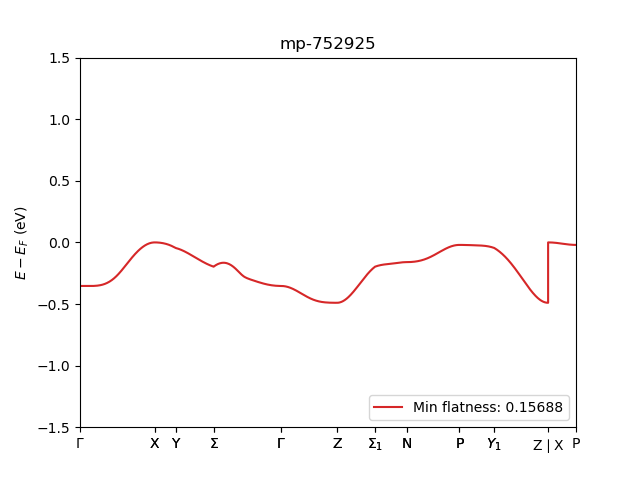 mp-752925
E − E_F (eV)
1.5
1.0
0.5
0.0
−0.5
−1.0
−1.5
Min flatness: 0.15688
Γ X Y Σ Γ Z Σ₁ N P Y₁ Z | X P